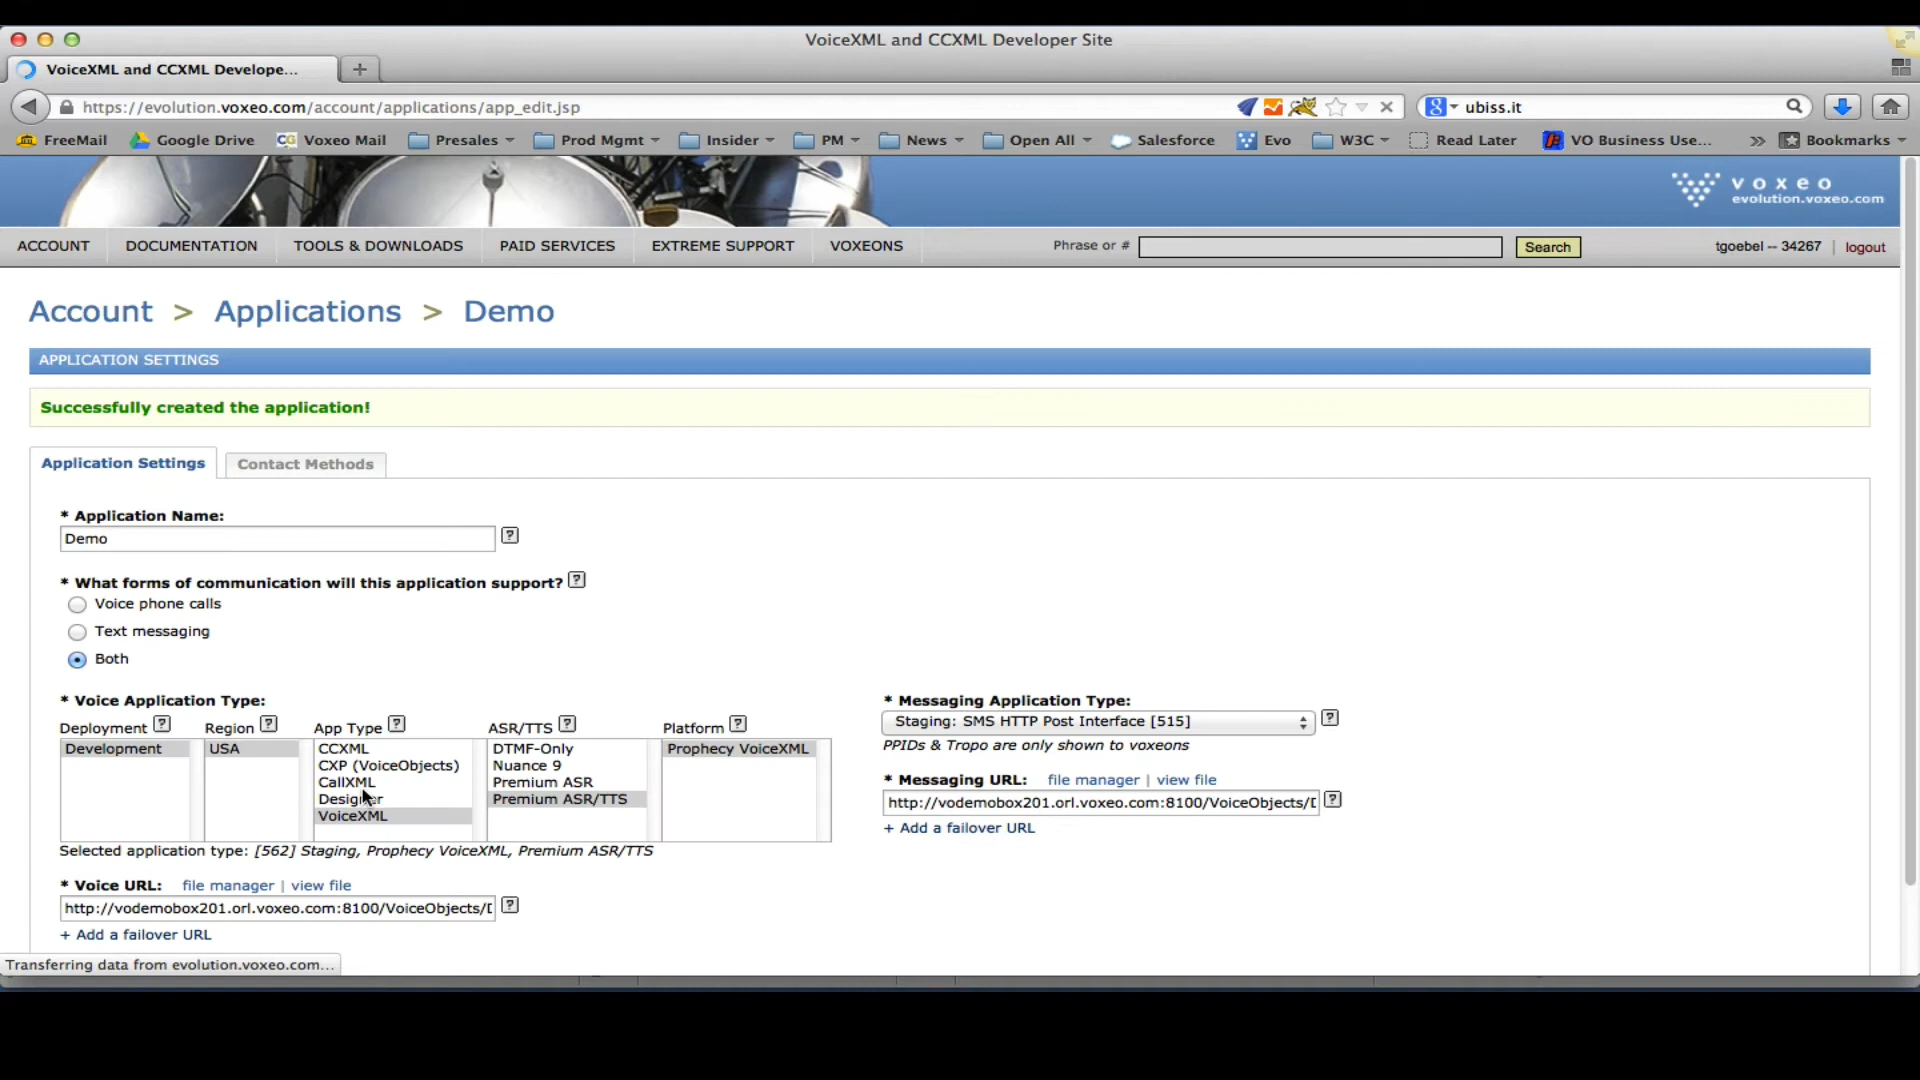 VoiceXML and CCXML Developer Site
VoiceXML and CCXML Develope...
https://evolution.voxeo.com/account/applications/app_edit.jsp
ubiss.it
FreeMail Google Drive Voxeo Mail Presales Prod Mgmt Insider PM News Open All Salesforce Evo W3C Read Later VO Business Use... Bookmarks
voxeo
evolution.voxeo.com
ACCOUNT DOCUMENTATION TOOLS & DOWNLOADS PAID SERVICES EXTREME SUPPORT VOXEONS Phrase or # Search tgoebel -- 34267 | logout
Account > Applications > Demo
APPLICATION SETTINGS
Successfully created the application!
Application Settings Contact Methods
* Application Name:
Demo ?
* What forms of communication will this application support? ?
Voice phone calls
Text messaging
Both
* Voice Application Type:
Deployment ? Region ? App Type ? ASR/TTS ? Platform ?
Development USA CCXML DTMF-Only Prophecy VoiceXML
CXP (VoiceObjects) Nuance 9
CallXML Premium ASR
Designer Premium ASR/TTS
VoiceXML
Selected application type: [562] Staging, Prophecy VoiceXML, Premium ASR/TTS
* Voice URL: file manager | view file
http://vodemobox201.orl.voxeo.com:8100/VoiceObjects/D ?
+ Add a failover URL
* Messaging Application Type:
Staging: SMS HTTP Post Interface [515] ?
PPIDs & Tropo are only shown to voxeons
* Messaging URL: file manager | view file
http://vodemobox201.orl.voxeo.com:8100/VoiceObjects/D ?
+ Add a failover URL
Transferring data from evolution.voxeo.com...